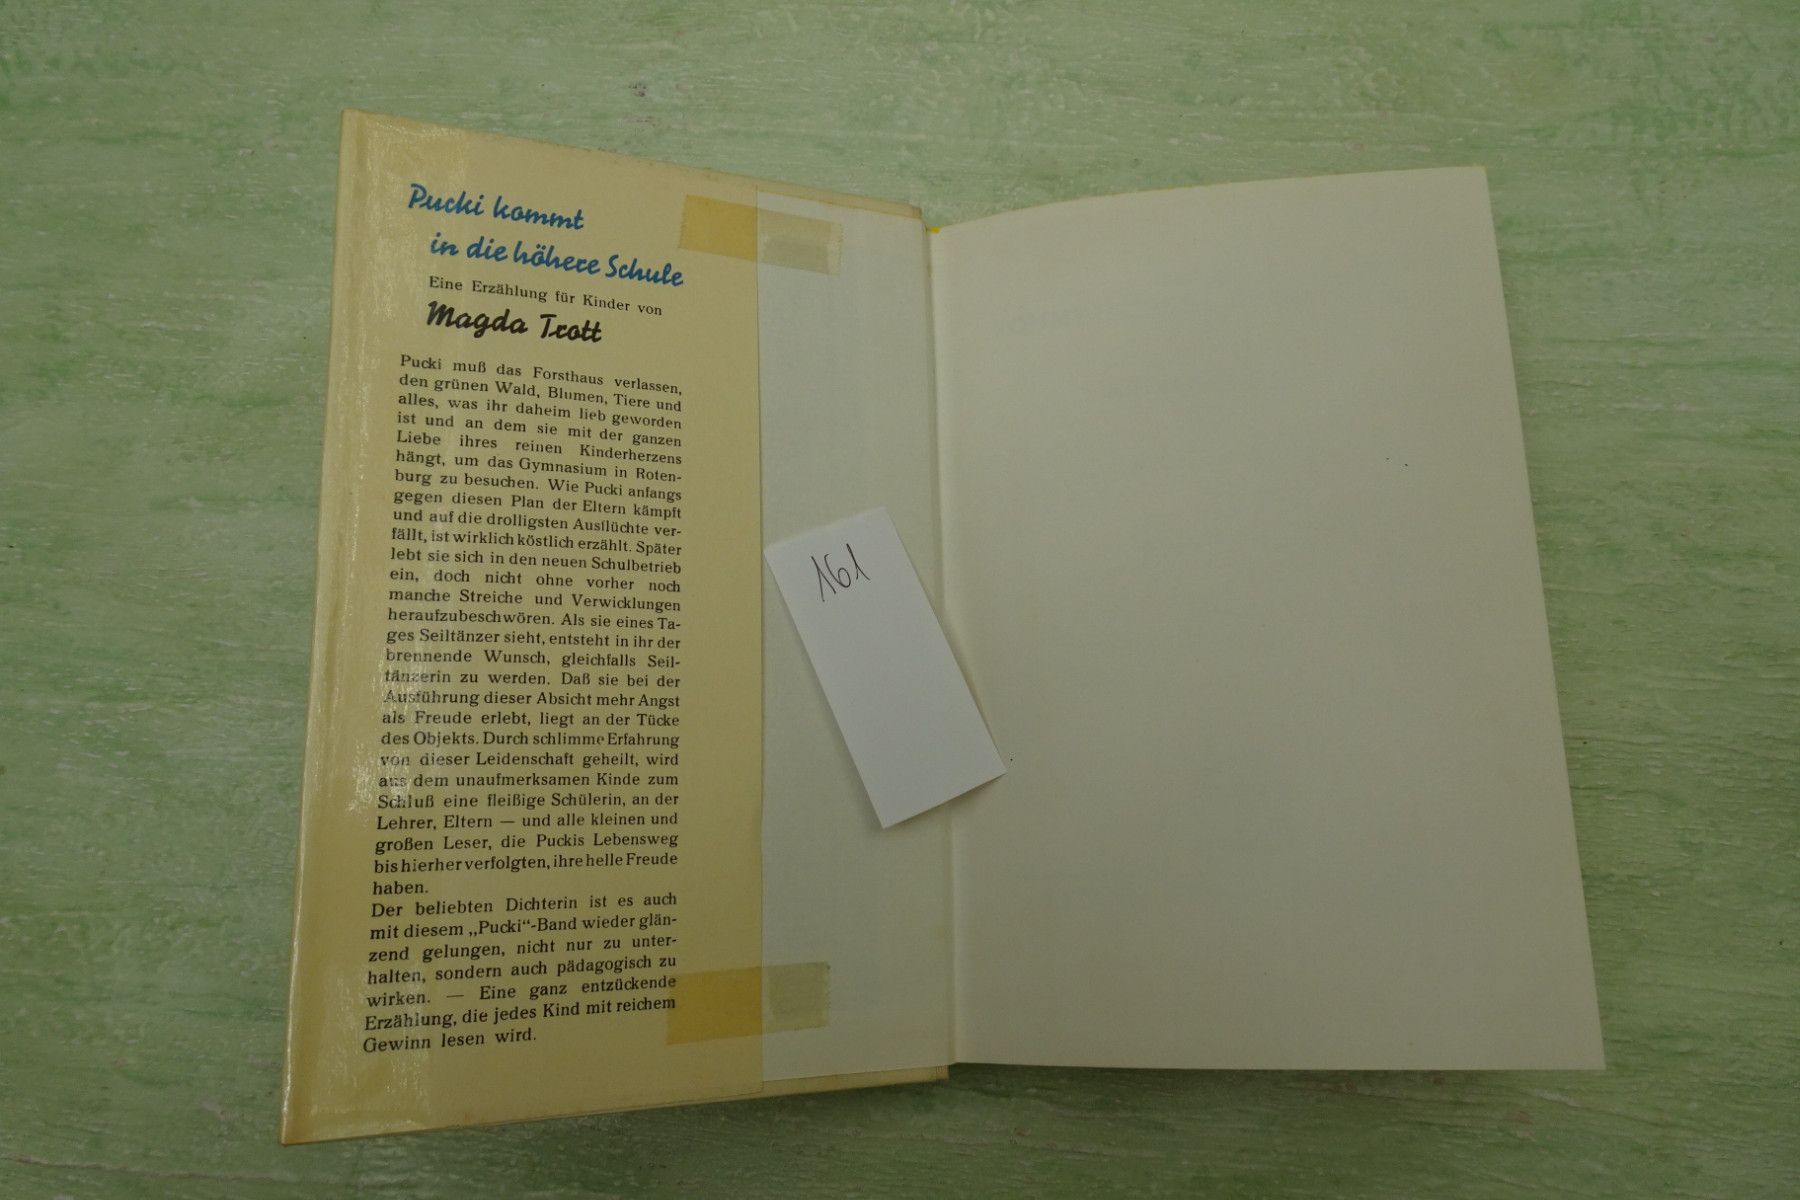 Pucki kommt
in die höhere Schule
Eine Erzählung für Kinder von
Magda Trott
Pucki muß das Forsthaus verlassen,
den grünen Wald, Blumen, Tiere und
alles, was ihr daheim lieb geworden
ist und an dem sie mit der ganzen
Liebe ihres reinen Kinderherzens
hängt, um das Gymnasium in Roten-
burg zu besuchen. Wie Pucki anfangs
gegen diesen Plan der Eltern kämpft
und auf die drolligsten Ausflüchte ver-
fällt, ist wirklich köstlich erzählt. Später
lebt sie sich in den neuen Schulbetrieb
ein, doch nicht ohne vorher noch
manche Streiche und Verwicklungen
heraufzubeschwören. Als sie eines Ta-
ges Seiltänzer sieht, entsteht in ihr der
brennende Wunsch, gleichfalls Seil-
tänzerin zu werden. Daß sie bei der
Ausführung dieser Absicht mehr Angst
als Freude erlebt, liegt an der Tücke
des Objekts. Durch schlimme Erfahrung
von dieser Leidenschaft geheilt, wird
aus dem unaufmerksamen Kinde zum
Schluß eine fleißige Schülerin, an der
Lehrer, Eltern — und alle kleinen und
großen Leser, die Puckis Lebensweg
bis hierher verfolgten, ihre helle Freude
haben.
Der beliebten Dichterin ist es auch
mit diesem „Pucki“-Band wieder glän-
zend gelungen, nicht nur zu unter-
halten, sondern auch pädagogisch zu
wirken. — Eine ganz entzückende
Erzählung, die jedes Kind mit reichem
Gewinn lesen wird.
161